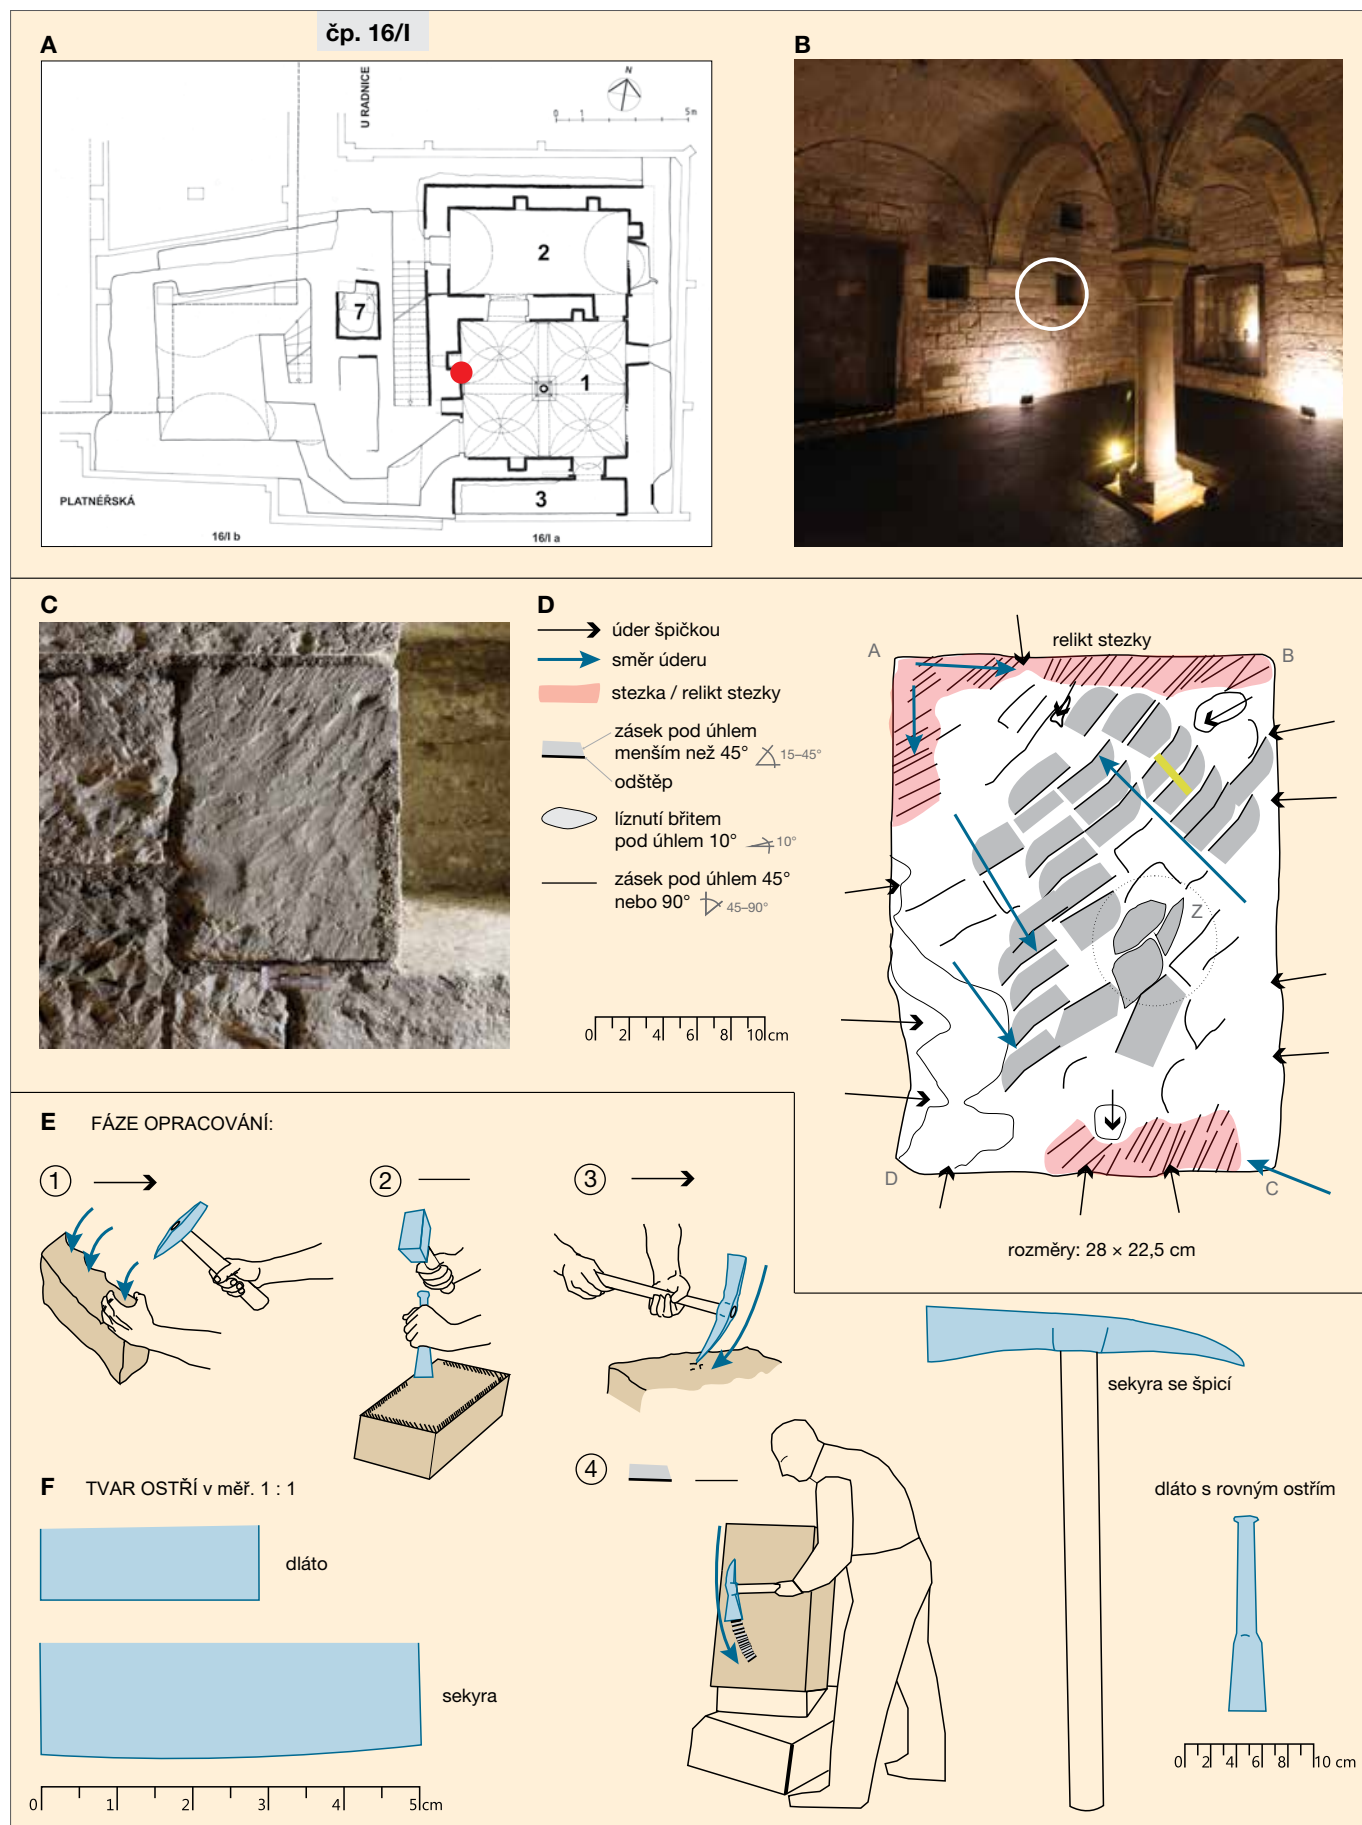 čp. 16/I
A
U RADNICE
N
0 1 5m
2
7
1
3
PLATNÉŘSKÁ
16/I b
16/I a
B
C
D
úder špičkou
směr úderu
stezka / relikt stezky
zásek pod úhlem
menším než 45° 15–45°
odštěp
líznutí břitem
pod úhlem 10° 10°
zásek pod úhlem 45°
nebo 90° 45–90°
0 2 4 6 8 10 cm
relikt stezky
A
B
Z
D
C
rozměry: 28 × 22,5 cm
E FÁZE OPRACOVÁNÍ:
1
2
3
4
sekyra se špicí
dláto s rovným ostřím
0 2 4 6 8 10 cm
F TVAR OSTŘÍ v měř. 1 : 1
dláto
sekyra
0 1 2 3 4 5 cm